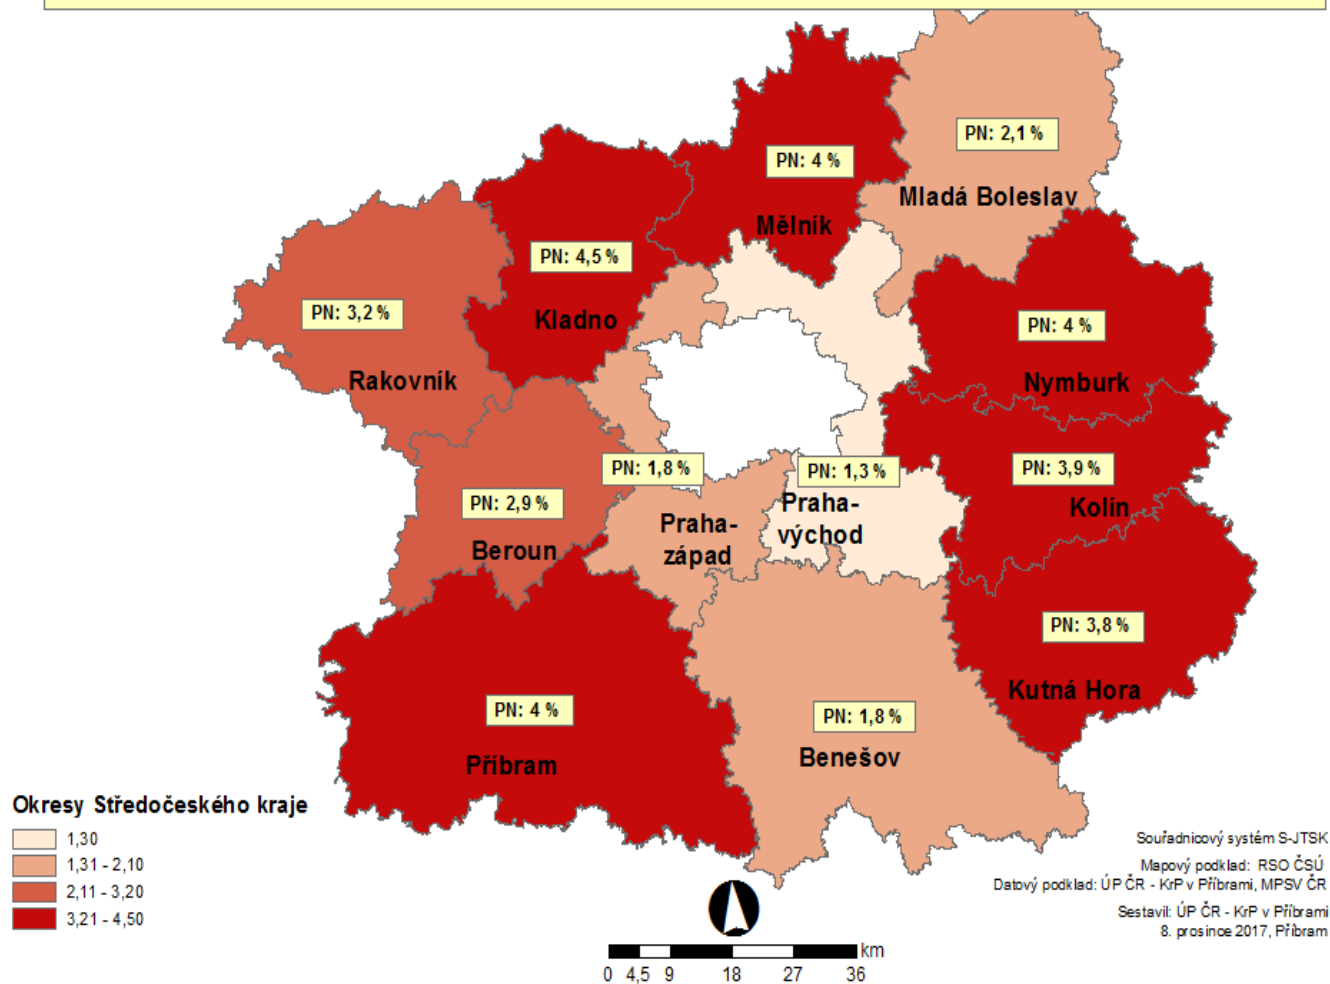 PN: 2,1 %
PN: 4 %
Mladá Boleslav
Mělník
PN: 4,5 %
Kladno
PN: 3,2 %
Rakovník
PN: 4 %
Nymburk
PN: 1,8 %
PN: 1,3 %
PN: 3,9 %
Kolín
PN: 2,9 %
Beroun
Praha-
západ
Praha-
východ
PN: 3,8 %
Kutná Hora
PN: 4 %
Příbram
PN: 1,8 %
Benešov
Okresy Středočeského kraje
1,30
1,31 - 2,10
2,11 - 3,20
3,21 - 4,50
Souřadnicový systém S-JTSK
Mapový podklad: RSO ČSÚ
Datový podklad: ÚP ČR - KrP v Příbrami, MPSV ČR
Sestavil: ÚP ČR - KrP v Příbrami
8. prosince 2017, Příbram
km
0 4,5 9 18 27 36